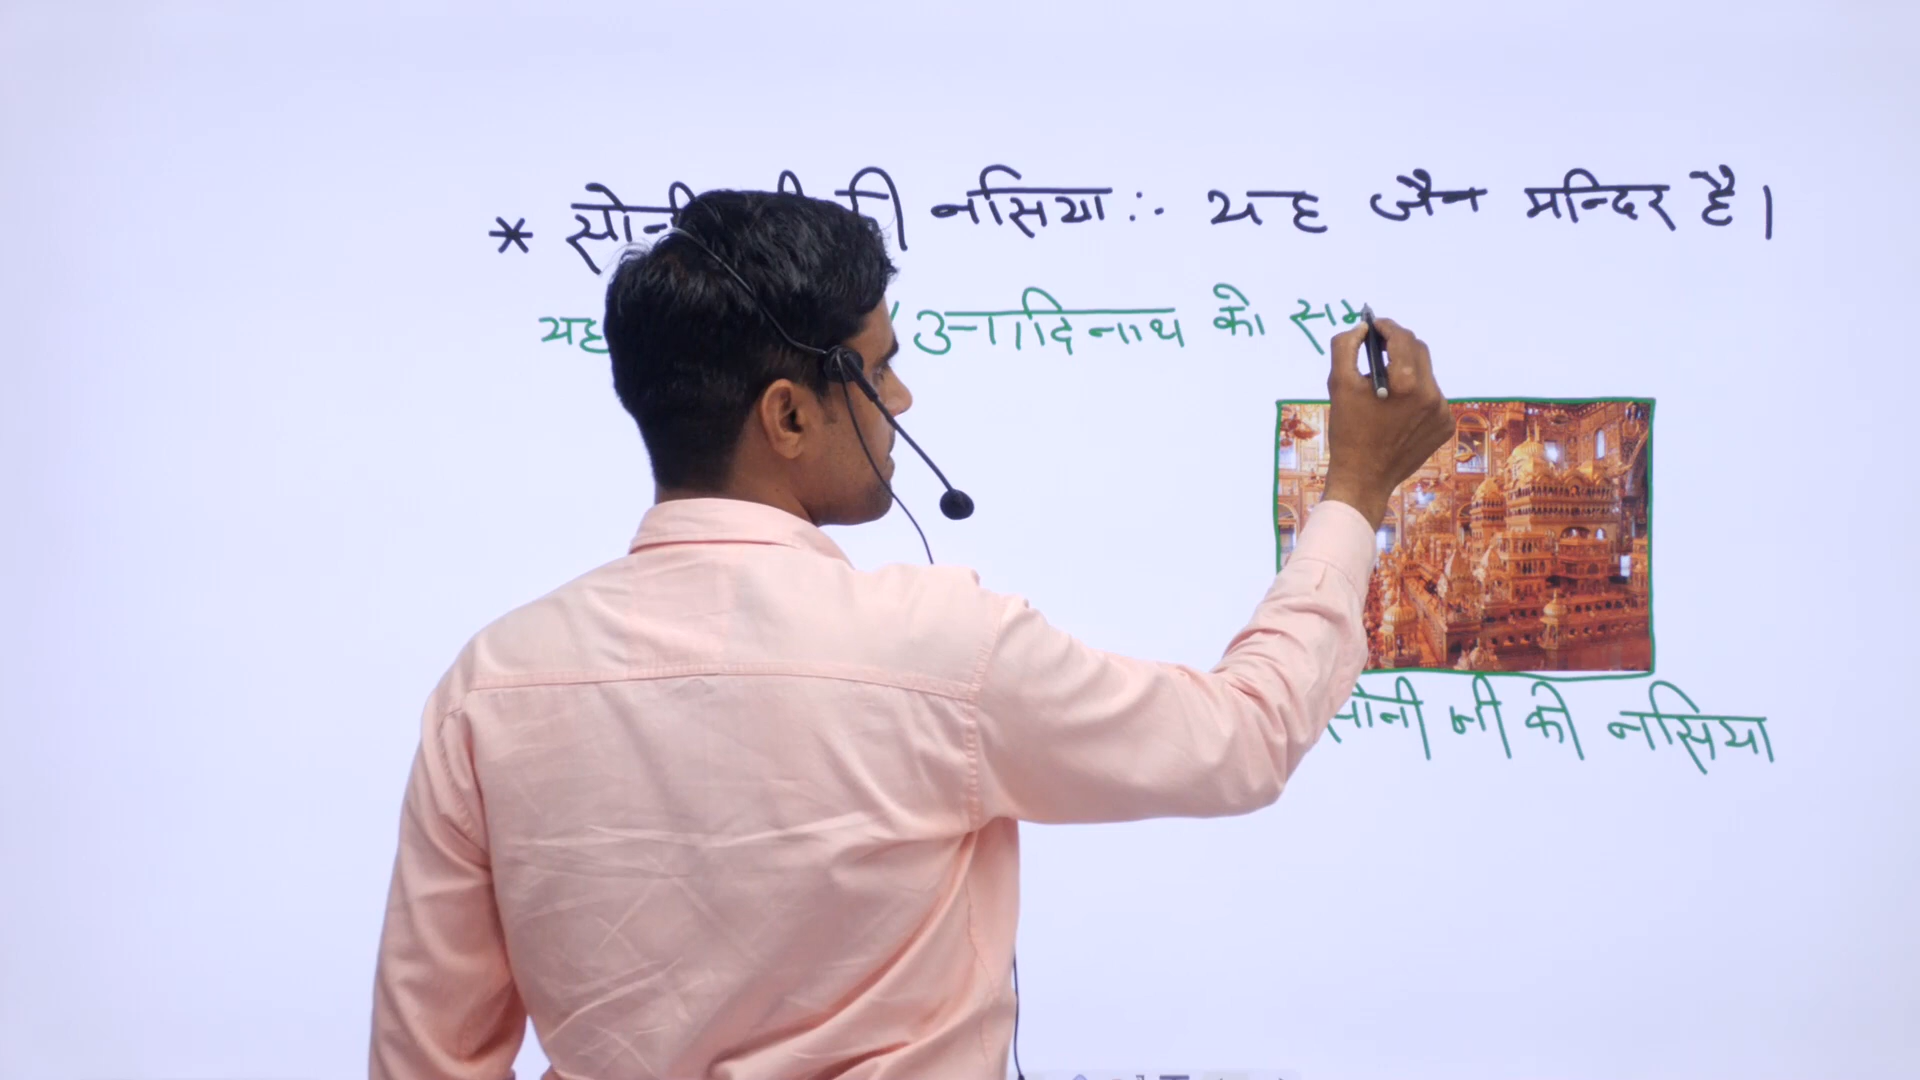 * सोनी की नसिया :- यह जैन मन्दिर है।
यह आदिनाथ को सम
सोनी जी की नसिया